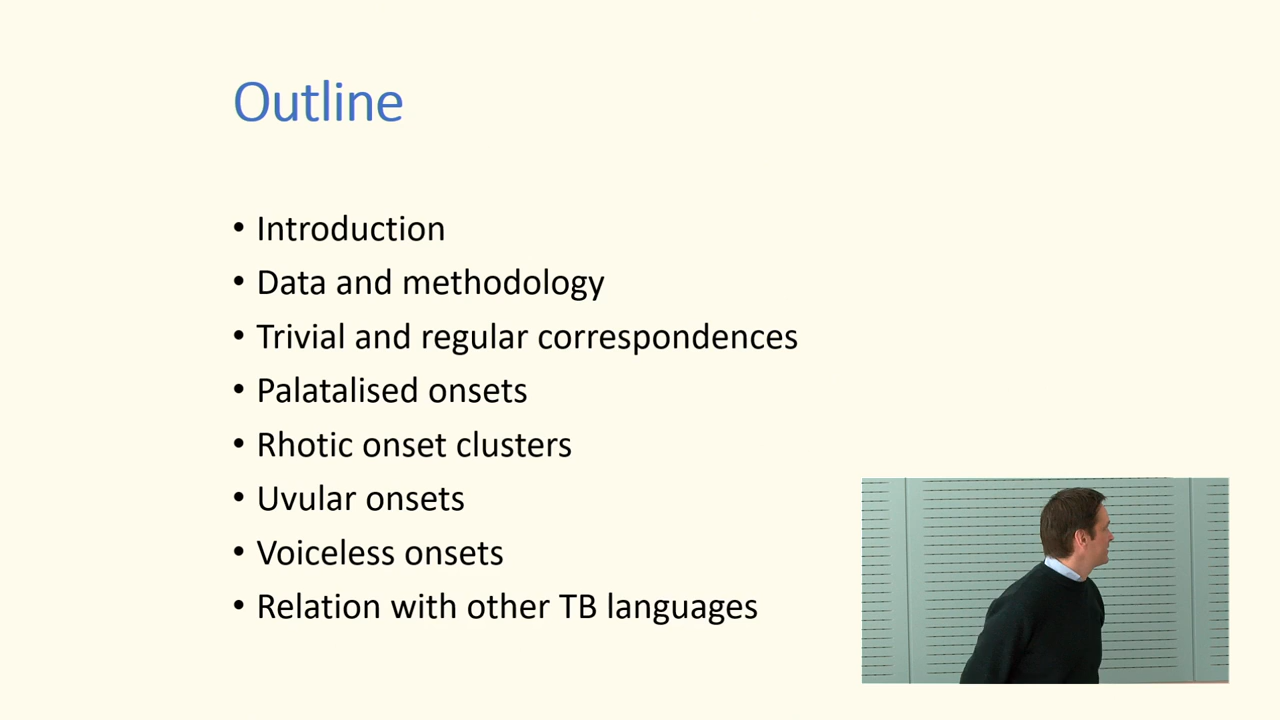 Outline
• Introduction
• Data and methodology
• Trivial and regular correspondences
• Palatalised onsets
• Rhotic onset clusters
• Uvular onsets
• Voiceless onsets
• Relation with other TB languages